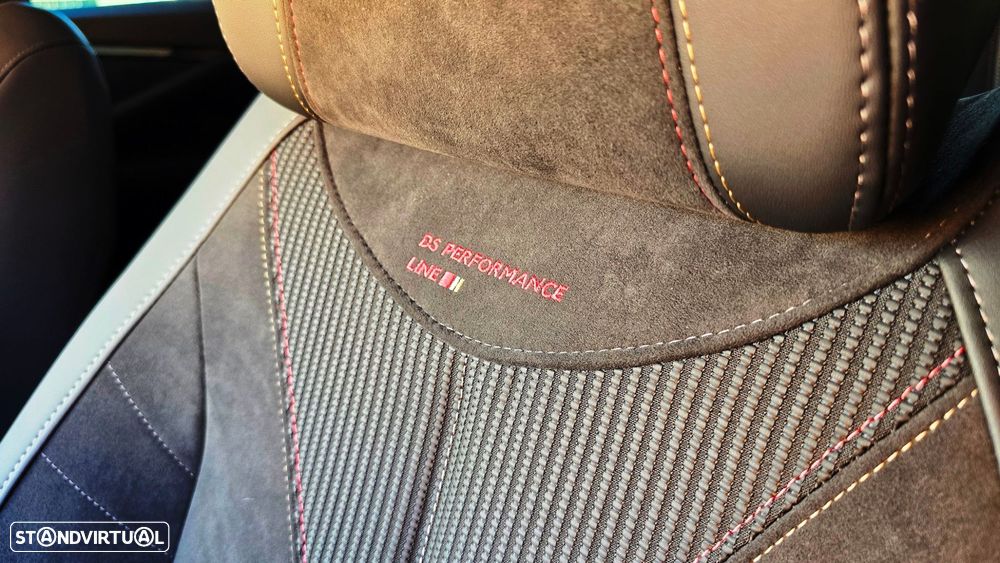 DS PERFORMANCE
LINE
STANDVIRTUAL